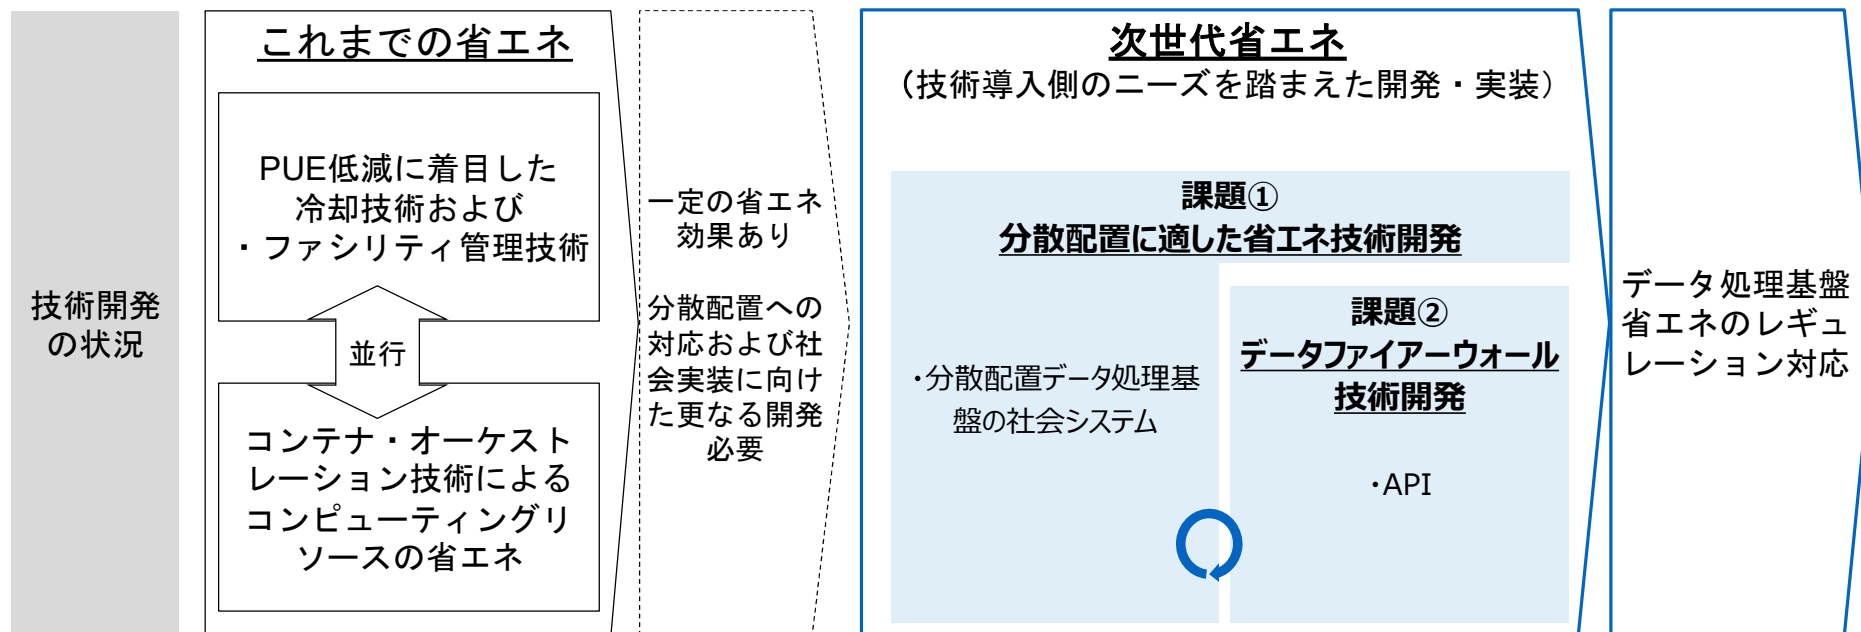 技術開発
の状況
これまでの省エネ
PUE低減に着目した
冷却技術および
・ファシリティ管理技術
並行
コンテナ・オーケスト
レーション技術による
コンピューティングリ
ソースの省エネ
一定の省エネ
効果あり
分散配置への
対応および社
会実装に向け
た更なる開発
必要
次世代省エネ
（技術導入側のニーズを踏まえた開発・実装）
課題①
分散配置に適した省エネ技術開発
・分散配置データ処理基
盤の社会システム
課題②
データファイアーウォール
技術開発
・API
データ処理基盤
省エネのレギュ
レーション対応